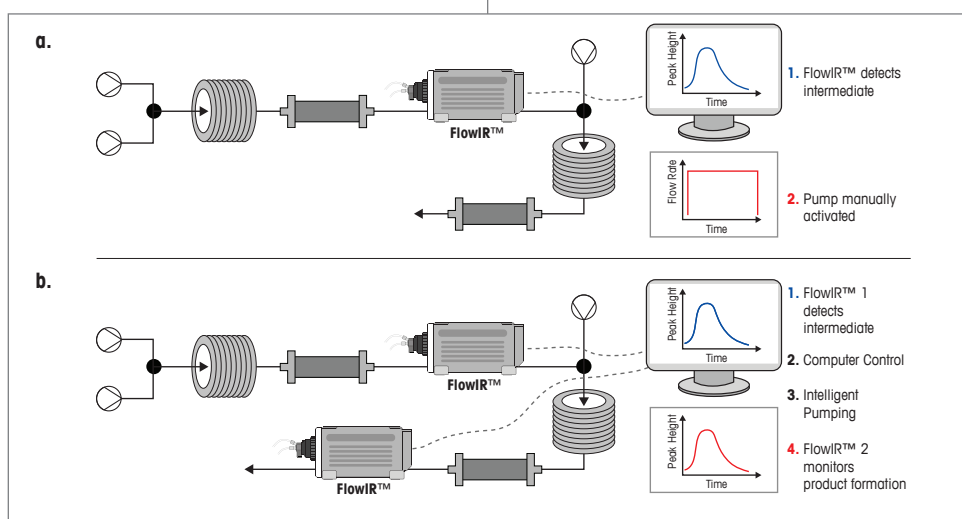 a.
FlowIR™
Peak Height
Time
1. FlowIR™ detects
intermediate
Flow Rate
Time
2. Pump manually
activated
b.
FlowIR™
FlowIR™
Peak Height
Time
1. FlowIR™ 1
detects
intermediate
2. Computer Control
3. Intelligent
Pumping
Peak Height
Time
4. FlowIR™ 2
monitors
product formation